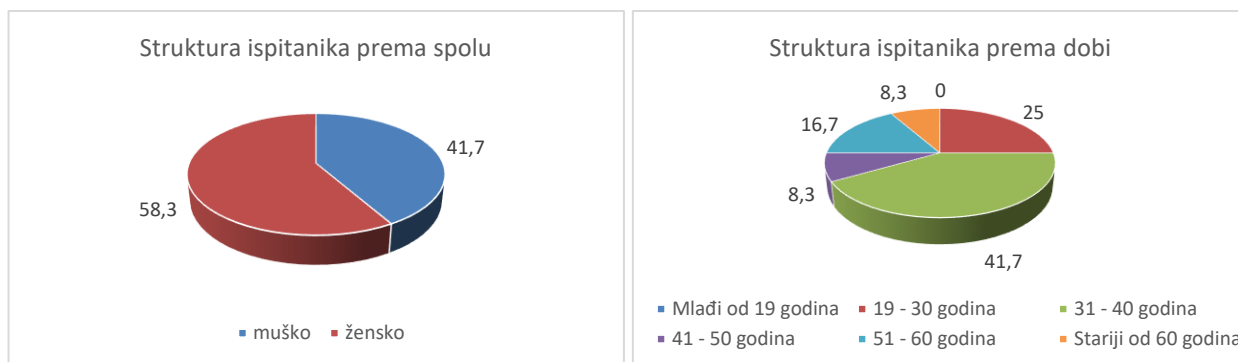 Struktura ispitanika prema spolu
41,7
58,3
muško žensko
Struktura ispitanika prema dobi
8,3 0
25
16,7
8,3
41,7
Mlađi od 19 godina 19 - 30 godina 31 - 40 godina
41 - 50 godina 51 - 60 godina Stariji od 60 godina